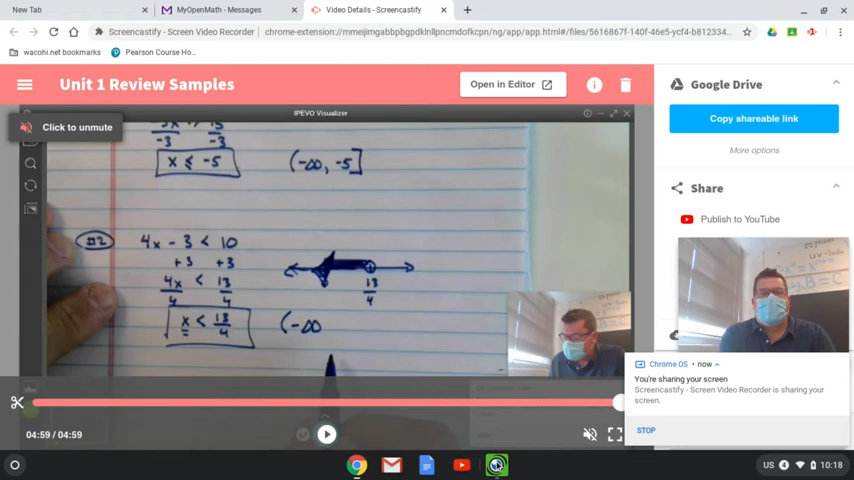 New Tab
MyOpenMath - Messages
Video Details - Screencastify
Screencastify - Screen Video Recorder | chrome-extension://mmeijimgabbpbgpdklnllpncmdofkcpn/ng/app/app.html#/files/5616867f-140f-46e5-ycf4-b812334...
wacohi.net bookmarks
Pearson Course Ho...
Unit 1 Review Samples
Open in Editor
Google Drive
Copy shareable link
More options
Share
Publish to YouTube
IPEVO Visualizer
Click to unmute
-3 -3
x ≤ -5 (-∞, -5]
#2 4x - 3 < 10
+3 +3
4x < 13
4 4
13
4
x < 13/4 (-∞
Chrome OS • now
You're sharing your screen
Screencastify - Screen Video Recorder is sharing your screen.
STOP
04:59 / 04:59
US 4 10:18